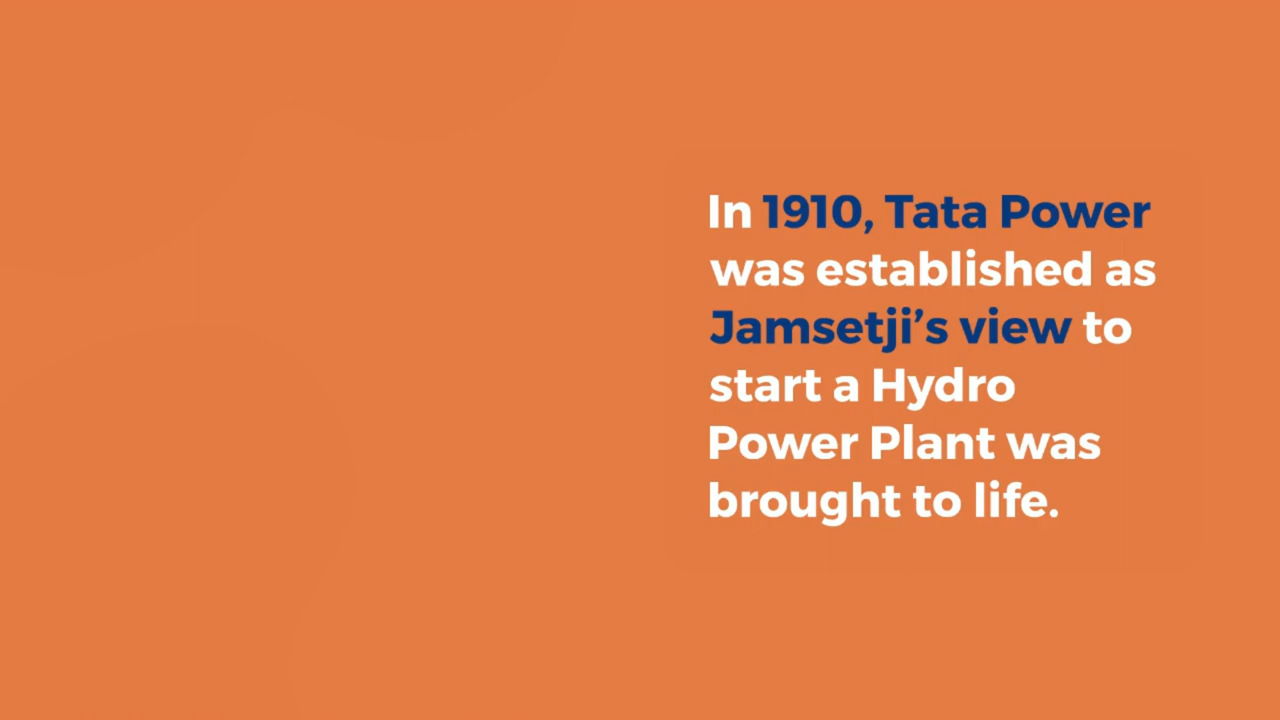 In 1910, Tata Power
was established as
Jamsetji’s view to
start a Hydro
Power Plant was
brought to life.